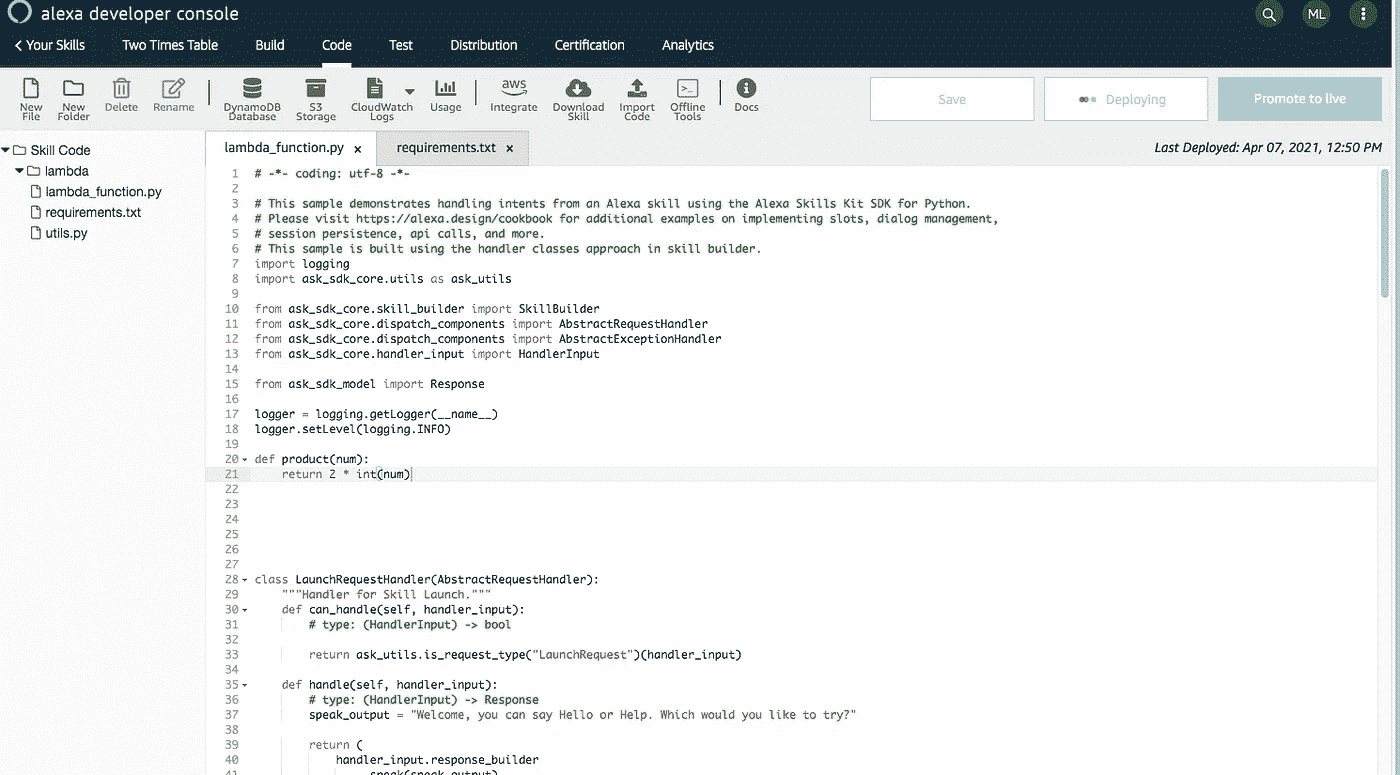 alexa developer console
ML
Your Skills Two Times Table Build Code Test Distribution Certification Analytics
New File New Folder Delete Rename DynamoDB Database S3 Storage CloudWatch Logs Usage aws Integrate Download Skill Import Code Offline Tools Docs Save Deploying Promote to live
Skill Code
lambda
lambda_function.py
requirements.txt
utils.py
lambda_function.py x requirements.txt x Last Deployed: Apr 07, 2021, 12:50 PM
1 # -*- coding: utf-8 -*-
2
3 # This sample demonstrates handling intents from an Alexa skill using the Alexa Skills Kit SDK for Python.
4 # Please visit https://alexa.design/cookbook for additional examples on implementing slots, dialog management,
5 # session persistence, api calls, and more.
6 # This sample is built using the handler classes approach in skill builder.
7 import logging
8 import ask_sdk_core.utils as ask_utils
9
10 from ask_sdk_core.skill_builder import SkillBuilder
11 from ask_sdk_core.dispatch_components import AbstractRequestHandler
12 from ask_sdk_core.dispatch_components import AbstractExceptionHandler
13 from ask_sdk_core.handler_input import HandlerInput
14
15 from ask_sdk_model import Response
16
17 logger = logging.getLogger(__name__)
18 logger.setLevel(logging.INFO)
19
20 def product(num):
21     return 2 * int(num)
22
23
24
25
26
27
28 class LaunchRequestHandler(AbstractRequestHandler):
29     """Handler for Skill Launch."""
30     def can_handle(self, handler_input):
31         # type: (HandlerInput) -> bool
32
33         return ask_utils.is_request_type("LaunchRequest")(handler_input)
34
35     def handle(self, handler_input):
36         # type: (HandlerInput) -> Response
37         speak_output = "Welcome, you can say Hello or Help. Which would you like to try?"
38
39         return (
40             handler_input.response_builder
41                 .speak(speak_output)